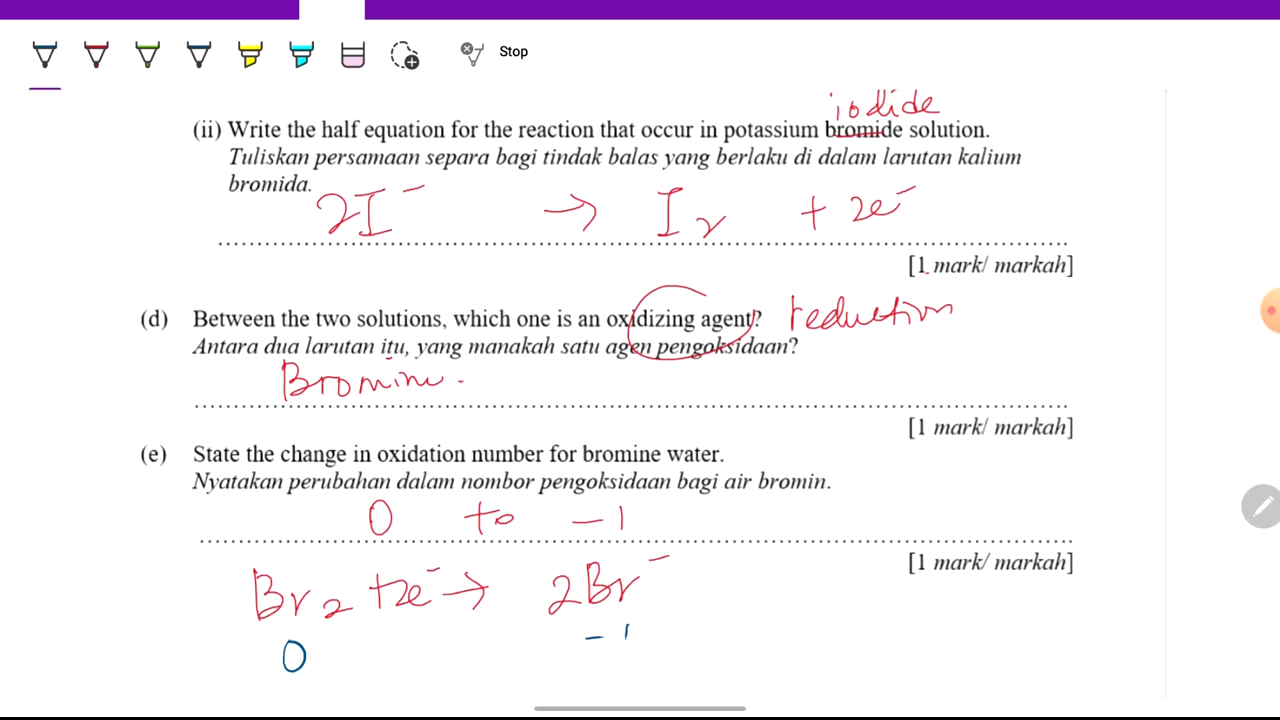 Stop
iodide
(ii) Write the half equation for the reaction that occur in potassium bromide solution.
Tuliskan persamaan separa bagi tindak balas yang berlaku di dalam larutan kalium
bromida.
2I⁻ → I₂ + 2e⁻
[1 mark/ markah]
(d) Between the two solutions, which one is an oxidizing agent? reduction
Antara dua larutan itu, yang manakah satu agen pengoksidaan?
Bromine.
[1 mark/ markah]
(e) State the change in oxidation number for bromine water.
Nyatakan perubahan dalam nombor pengoksidaan bagi air bromin.
0 to -1
[1 mark/ markah]
Br₂ + 2e⁻ → 2Br⁻
0 -1